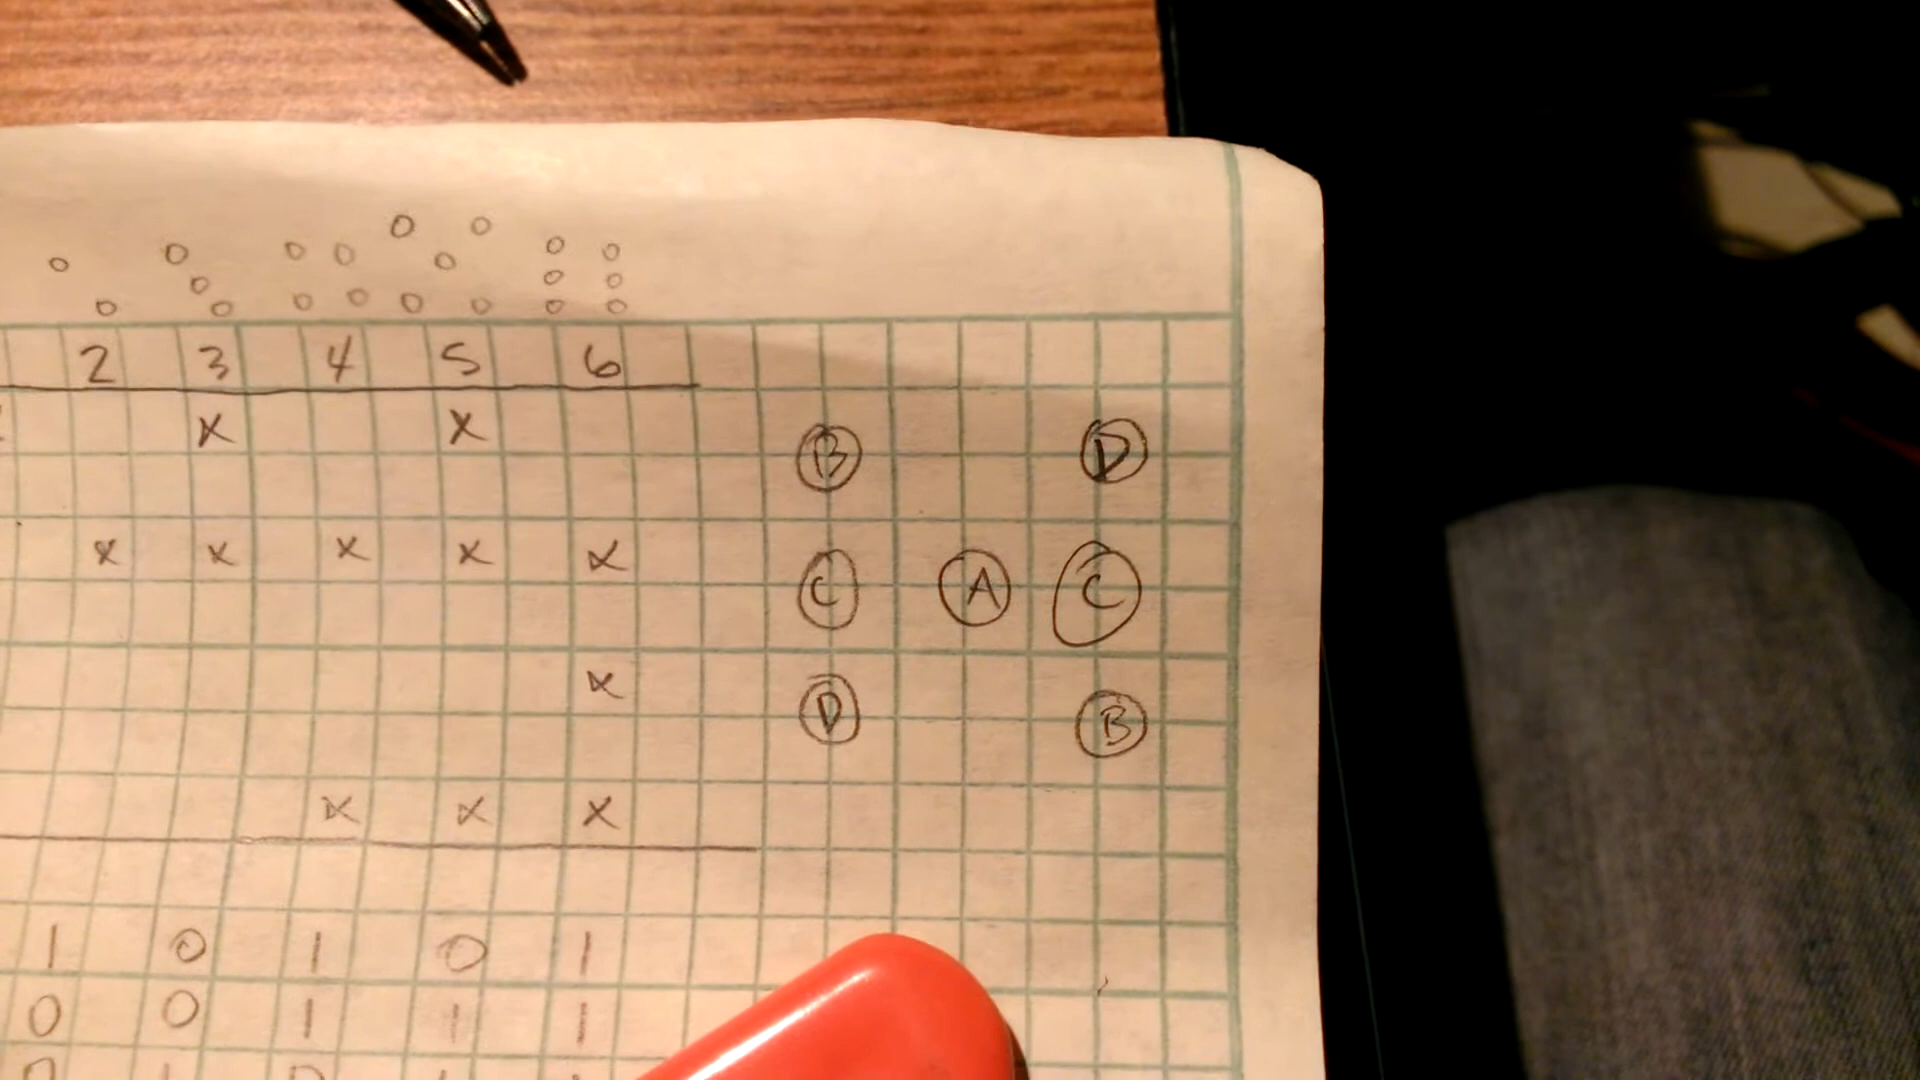 2 3 4 5 6
x x
B D
x x x x x
C A C
x
D B
x x x
1 0 1 0 1
0 0 1 1 1